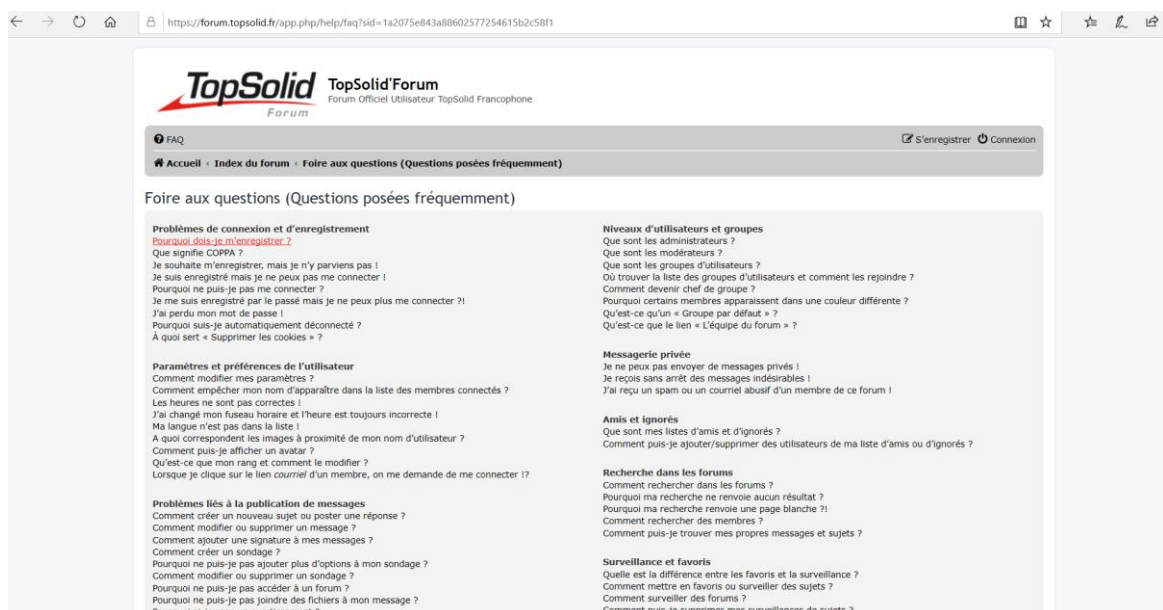 https://forum.topsolid.fr/app.php/help/faq?sid=1a2075e843a88602577254615b2c58f1
TopSolid
Forum
TopSolid'Forum
Forum Officiel Utilisateur TopSolid Francophone
FAQ
S'enregistrer Connexion
Accueil ‹ Index du forum ‹ Foire aux questions (Questions posées fréquemment)
Foire aux questions (Questions posées fréquemment)
Problèmes de connexion et d'enregistrement
Pourquoi dois-je m'enregistrer ?
Que signifie COPPA ?
Je souhaite m'enregistrer, mais je n'y parviens pas !
Je suis enregistré mais je ne peux pas me connecter !
Pourquoi ne puis-je pas me connecter ?
Je me suis enregistré par le passé mais je ne peux plus me connecter ?!
J'ai perdu mon mot de passe !
Pourquoi suis-je automatiquement déconnecté ?
À quoi sert « Supprimer les cookies » ?
Paramètres et préférences de l'utilisateur
Comment modifier mes paramètres ?
Comment empêcher mon nom d'apparaître dans la liste des membres connectés ?
Les heures ne sont pas correctes !
J'ai changé mon fuseau horaire et l'heure est toujours incorrecte !
Ma langue n'est pas dans la liste !
A quoi correspondent les images à proximité de mon nom d'utilisateur ?
Comment puis-je afficher un avatar ?
Qu'est-ce que mon rang et comment le modifier ?
Lorsque je clique sur le lien courriel d'un membre, on me demande de me connecter !?
Problèmes liés à la publication de messages
Comment créer un nouveau sujet ou poster une réponse ?
Comment modifier ou supprimer un message ?
Comment ajouter une signature à mes messages ?
Comment créer un sondage ?
Pourquoi ne puis-je pas ajouter plus d'options à mon sondage ?
Comment modifier ou supprimer un sondage ?
Pourquoi ne puis-je pas accéder à un forum ?
Pourquoi ne puis-je pas joindre des fichiers à mon message ?
Niveaux d'utilisateurs et groupes
Que sont les administrateurs ?
Que sont les modérateurs ?
Que sont les groupes d'utilisateurs ?
Où trouver la liste des groupes d'utilisateurs et comment les rejoindre ?
Comment devenir chef de groupe ?
Pourquoi certains membres apparaissent dans une couleur différente ?
Qu'est-ce qu'un « Groupe par défaut » ?
Qu'est-ce que le lien « L'équipe du forum » ?
Messagerie privée
Je ne peux pas envoyer de messages privés !
Je reçois sans arrêt des messages indésirables !
J'ai reçu un spam ou un courriel abusif d'un membre de ce forum !
Amis et ignorés
Que sont mes listes d'amis et d'ignorés ?
Comment puis-je ajouter/supprimer des utilisateurs de ma liste d'amis ou d'ignorés ?
Recherche dans les forums
Comment rechercher dans les forums ?
Pourquoi ma recherche ne renvoie aucun résultat ?
Pourquoi ma recherche renvoie une page blanche ?!
Comment rechercher des membres ?
Comment puis-je trouver mes propres messages et sujets ?
Surveillance et favoris
Quelle est la différence entre les favoris et la surveillance ?
Comment mettre en favoris ou surveiller des sujets ?
Comment surveiller des forums ?
Comment puis-je supprimer mes surveillances de sujets ?